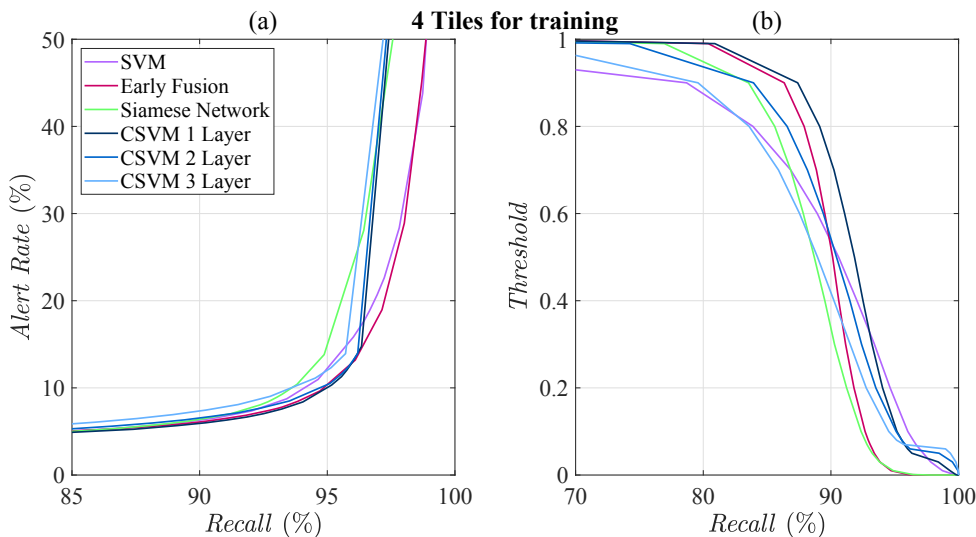 (a)
4 Tiles for training
(b)
50
40
30
20
10
0
Alert Rate (%)
SVM
Early Fusion
Siamese Network
CSVM 1 Layer
CSVM 2 Layer
CSVM 3 Layer
85
90
95
100
Recall (%)
1
0.8
0.6
0.4
0.2
0
Threshold
70
80
90
100
Recall (%)